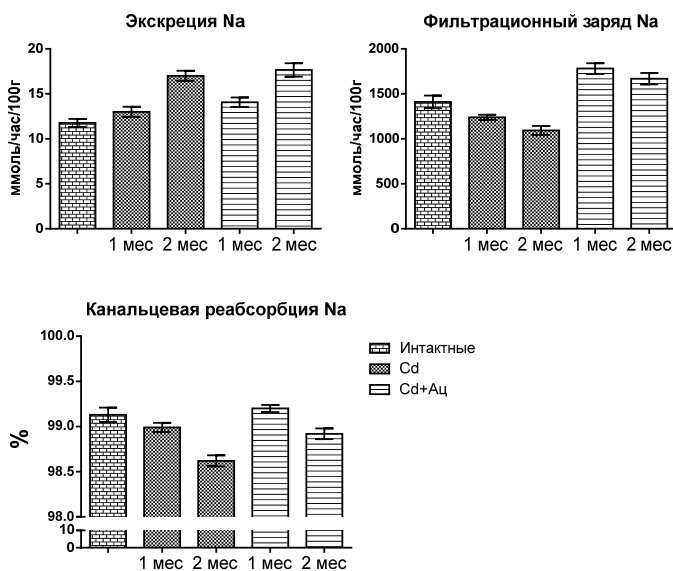 Экскреция Na
ммоль/час/100г
20
15
10
5
0
1 мес 2 мес 1 мес 2 мес
Фильтрационный заряд Na
ммоль/час/100г
2000
1500
1000
500
0
1 мес 2 мес 1 мес 2 мес
Канальцевая реабсорбция Na
%
100.0
99.5
99.0
98.5
98.0
10
0
1 мес 2 мес 1 мес 2 мес
Интактные
Cd
Cd+Ац